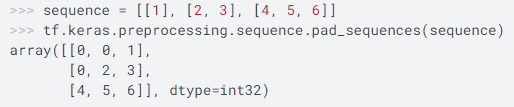 >>> sequence = [[1], [2, 3], [4, 5, 6]]
>>> tf.keras.preprocessing.sequence.pad_sequences(sequence)
array([[0, 0, 1],
       [0, 2, 3],
       [4, 5, 6]], dtype=int32)